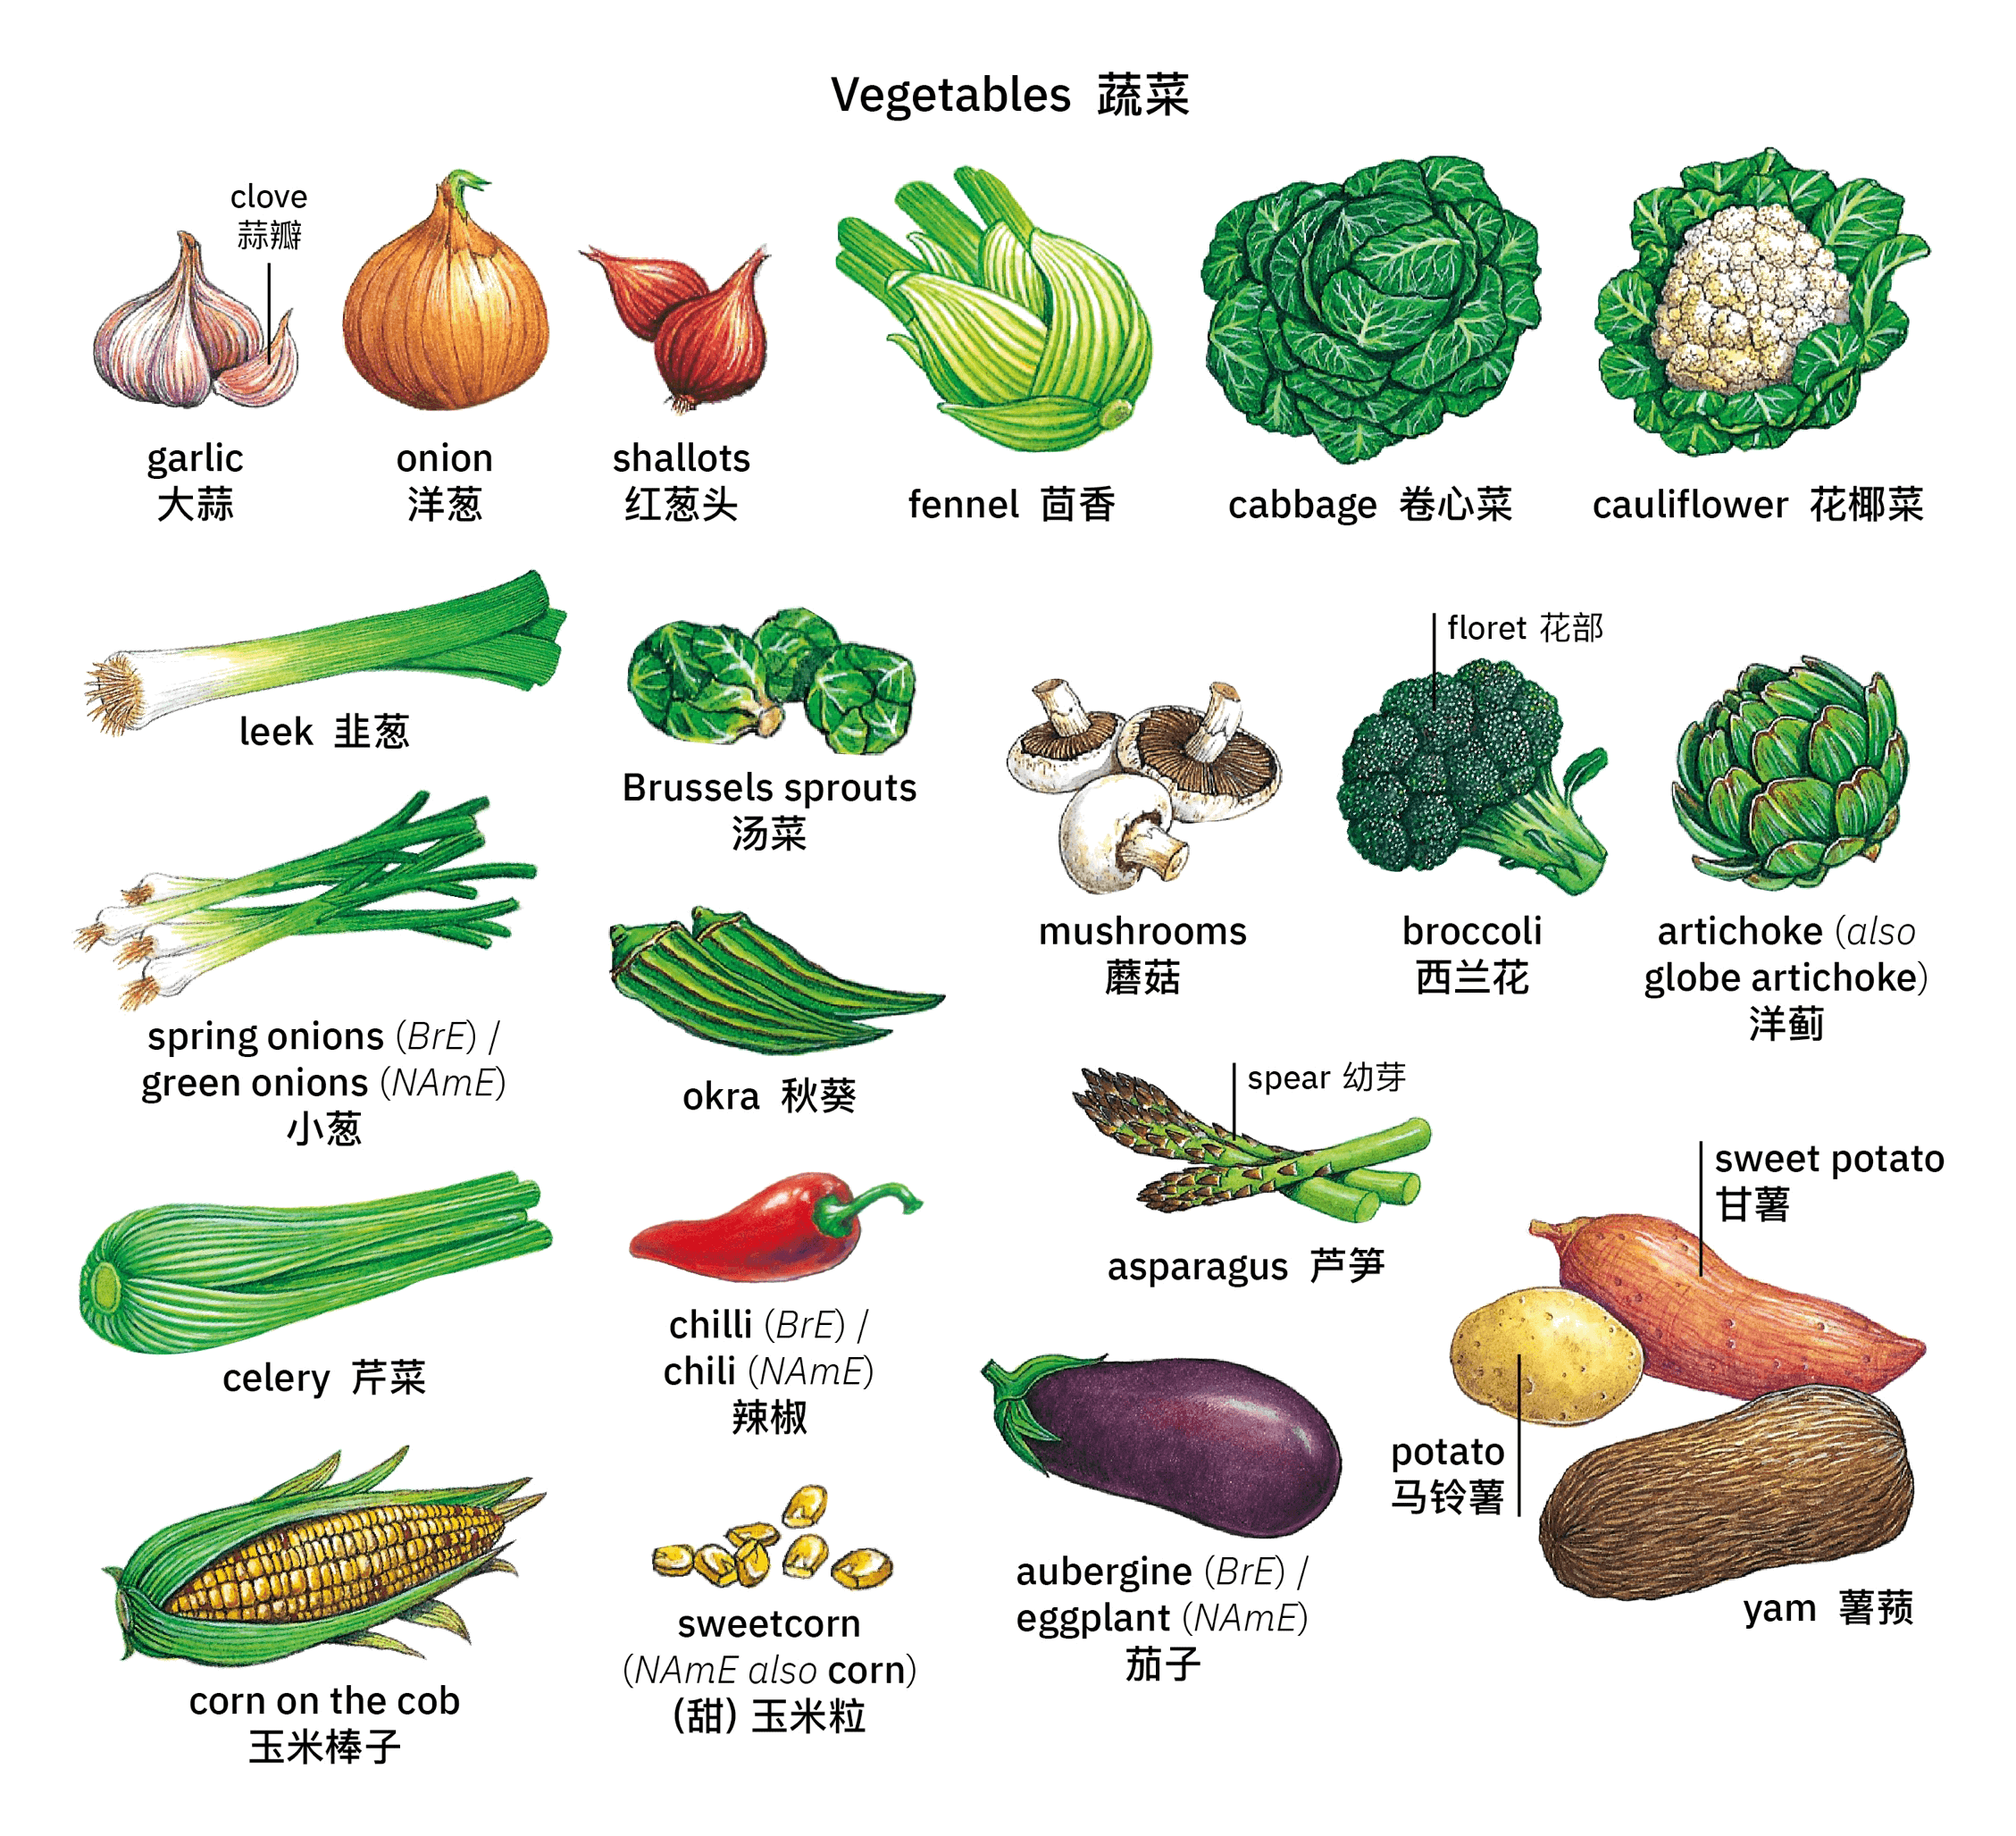 Vegetables 蔬菜
clove
蒜瓣
garlic
大蒜
onion
洋葱
shallots
红葱头
fennel 茴香
cabbage 卷心菜
cauliflower 花椰菜
leek 韭葱
Brussels sprouts
汤菜
mushrooms
蘑菇
floret 花部
broccoli
西兰花
artichoke (also
globe artichoke)
洋蓟
spring onions (BrE) /
green onions (NAmE)
小葱
okra 秋葵
spear 幼芽
asparagus 芦笋
sweet potato
甘薯
celery 芹菜
chilli (BrE) /
chili (NAmE)
辣椒
aubergine (BrE) /
eggplant (NAmE)
茄子
potato
马铃薯
yam 薯蓣
corn on the cob
玉米棒子
sweetcorn
(NAmE also corn)
(甜) 玉米粒